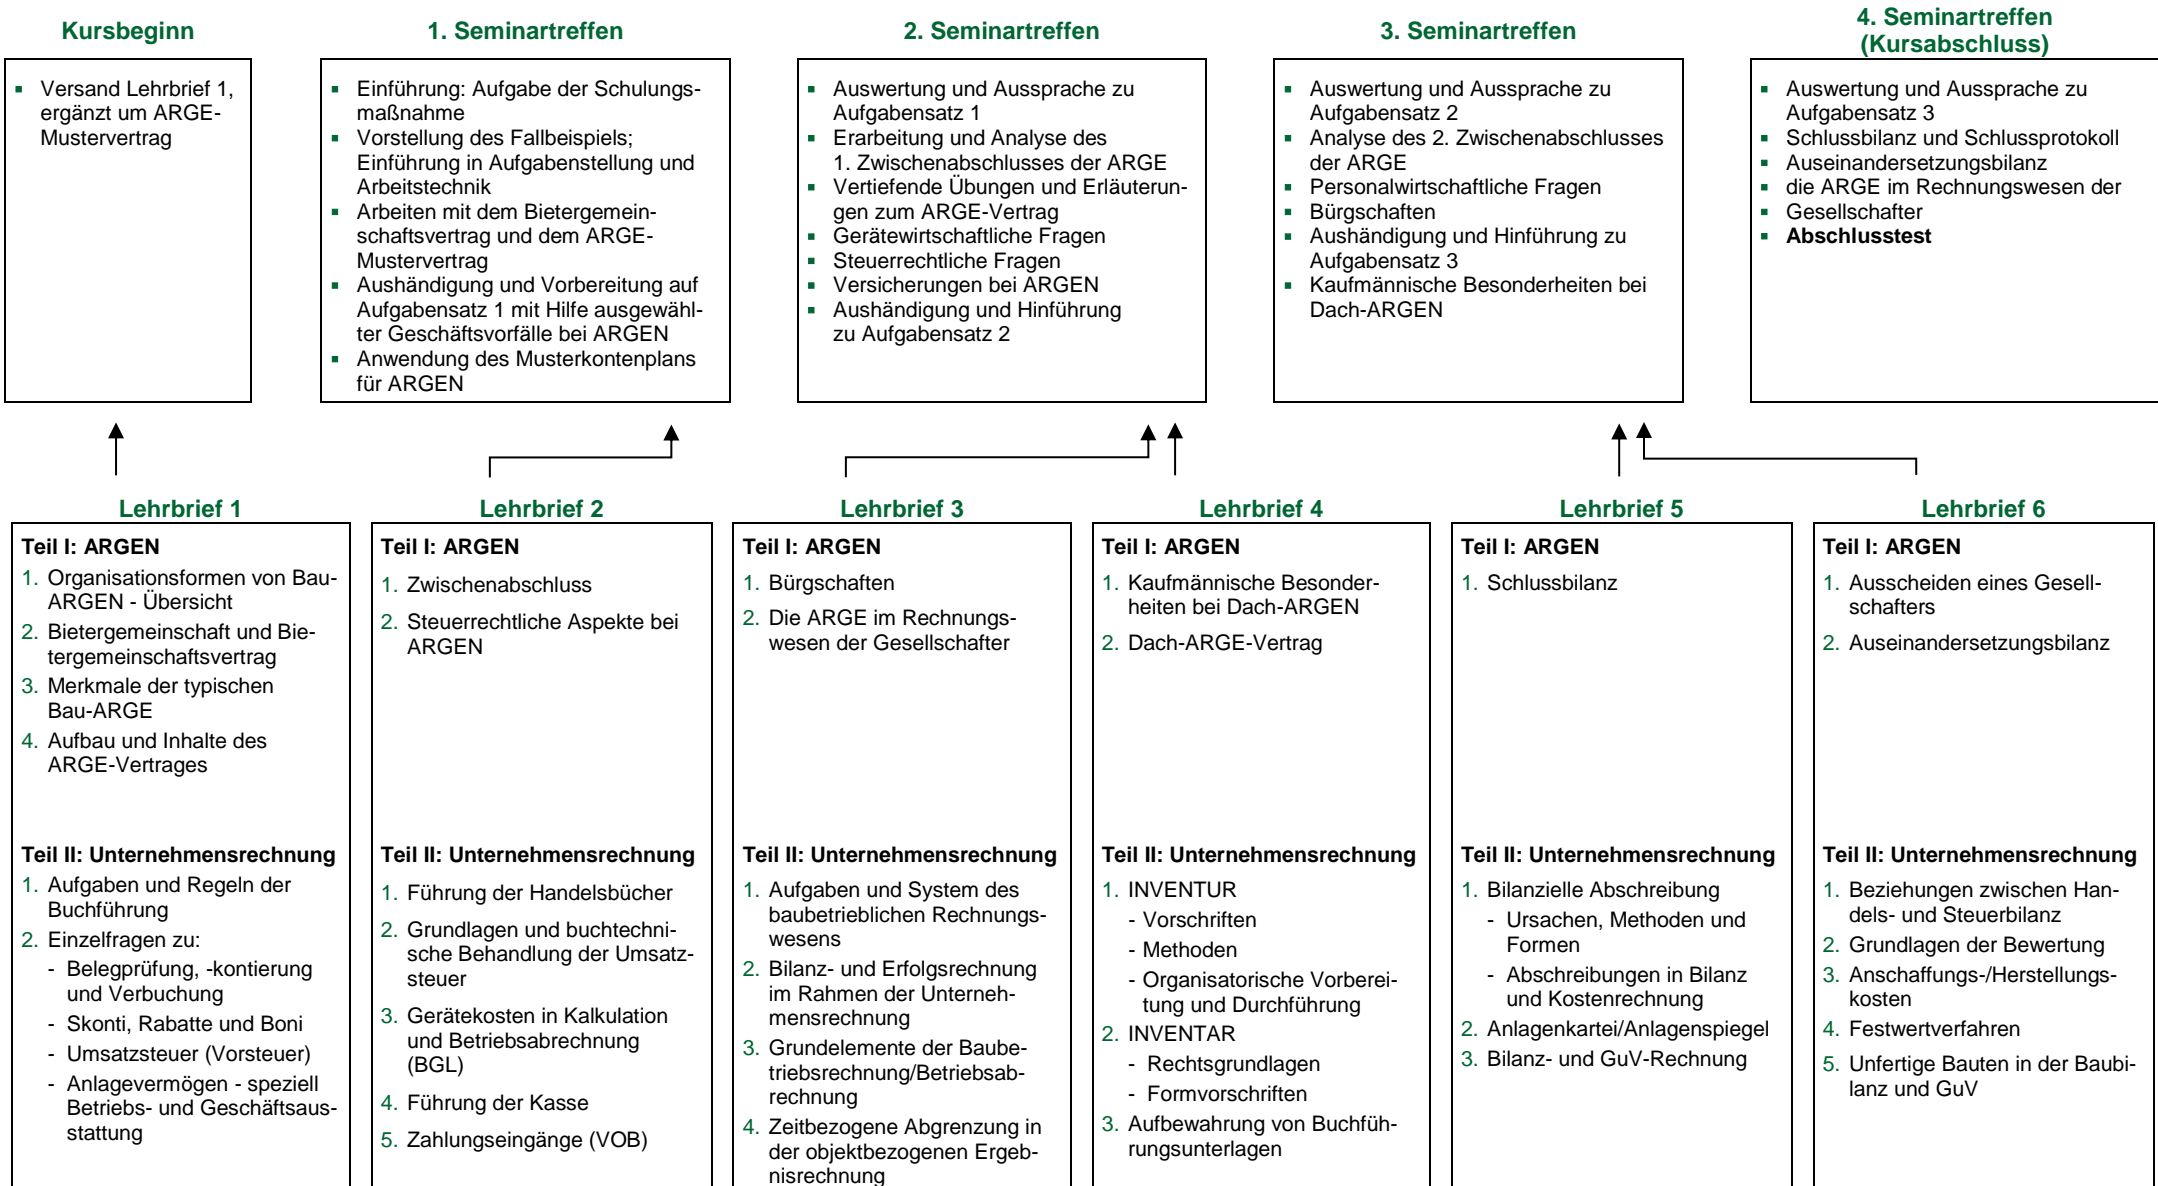 Kursbeginn
▪ Versand Lehrbrief 1,
ergänzt um ARGE-
Mustervertrag
1. Seminartreffen
▪ Einführung: Aufgabe der Schulungs-
maßnahme
▪ Vorstellung des Fallbeispiels;
Einführung in Aufgabenstellung und
Arbeitstechnik
▪ Arbeiten mit dem Bietergemein-
schaftsvertrag und dem ARGE-
Mustervertrag
▪ Aushändigung und Vorbereitung auf
Aufgabensatz 1 mit Hilfe ausgewähl-
ter Geschäftsvorfälle bei ARGEN
▪ Anwendung des Musterkontenplans
für ARGEN
2. Seminartreffen
▪ Auswertung und Aussprache zu
Aufgabensatz 1
▪ Erarbeitung und Analyse des
1. Zwischenabschlusses der ARGE
▪ Vertiefende Übungen und Erläuterun-
gen zum ARGE-Vertrag
▪ Gerätewirtschaftliche Fragen
▪ Steuerrechtliche Fragen
▪ Versicherungen bei ARGEN
▪ Aushändigung und Hinführung
zu Aufgabensatz 2
3. Seminartreffen
▪ Auswertung und Aussprache zu
Aufgabensatz 2
▪ Analyse des 2. Zwischenabschlusses
der ARGE
▪ Personalwirtschaftliche Fragen
▪ Bürgschaften
▪ Aushändigung und Hinführung zu
Aufgabensatz 3
▪ Kaufmännische Besonderheiten bei
Dach-ARGEN
4. Seminartreffen
(Kursabschluss)
▪ Auswertung und Aussprache zu
Aufgabensatz 3
▪ Schlussbilanz und Schlussprotokoll
▪ Auseinandersetzungsbilanz
▪ die ARGE im Rechnungswesen der
▪ Gesellschafter
▪ Abschlusstest
Lehrbrief 1
Teil I: ARGEN
1. Organisationsformen von Bau-
ARGEN - Übersicht
2. Bietergemeinschaft und Bie-
tergemeinschaftsvertrag
3. Merkmale der typischen
Bau-ARGE
4. Aufbau und Inhalte des
ARGE-Vertrages
Teil II: Unternehmensrechnung
1. Aufgaben und Regeln der
Buchführung
2. Einzelfragen zu:
- Belegprüfung, -kontierung
und Verbuchung
- Skonti, Rabatte und Boni
- Umsatzsteuer (Vorsteuer)
- Anlagevermögen - speziell
Betriebs- und Geschäftsaus-
stattung
Lehrbrief 2
Teil I: ARGEN
1. Zwischenabschluss
2. Steuerrechtliche Aspekte bei
ARGEN
Teil II: Unternehmensrechnung
1. Führung der Handelsbücher
2. Grundlagen und buchtechni-
sche Behandlung der Umsatz-
steuer
3. Gerätekosten in Kalkulation
und Betriebsabrechnung
(BGL)
4. Führung der Kasse
5. Zahlungseingänge (VOB)
Lehrbrief 3
Teil I: ARGEN
1. Bürgschaften
2. Die ARGE im Rechnungs-
wesen der Gesellschafter
Teil II: Unternehmensrechnung
1. Aufgaben und System des
baubetrieblichen Rechnungs-
wesens
2. Bilanz- und Erfolgsrechnung
im Rahmen der Unterneh-
mensrechnung
3. Grundelemente der Baube-
triebsrechnung/Betriebsab-
rechnung
4. Zeitbezogene Abgrenzung in
der objektbezogenen Ergeb-
nisrechnung
Lehrbrief 4
Teil I: ARGEN
1. Kaufmännische Besonder-
heiten bei Dach-ARGEN
2. Dach-ARGE-Vertrag
Teil II: Unternehmensrechnung
1. INVENTUR
- Vorschriften
- Methoden
- Organisatorische Vorberei-
tung und Durchführung
2. INVENTAR
- Rechtsgrundlagen
- Formvorschriften
3. Aufbewahrung von Buchfüh-
rungsunterlagen
Lehrbrief 5
Teil I: ARGEN
1. Schlussbilanz
Teil II: Unternehmensrechnung
1. Bilanzielle Abschreibung
- Ursachen, Methoden und
Formen
- Abschreibungen in Bilanz
und Kostenrechnung
2. Anlagenkartei/Anlagenspiegel
3. Bilanz- und GuV-Rechnung
Lehrbrief 6
Teil I: ARGEN
1. Ausscheiden eines Gesell-
schafters
2. Auseinandersetzungsbilanz
Teil II: Unternehmensrechnung
1. Beziehungen zwischen Han-
dels- und Steuerbilanz
2. Grundlagen der Bewertung
3. Anschaffungs-/Herstellungs-
kosten
4. Festwertverfahren
5. Unfertige Bauten in der Baubi-
lanz und GuV